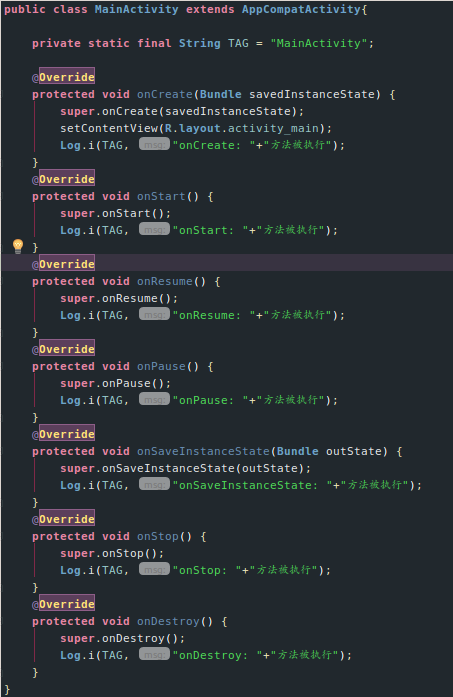 public class MainActivity extends AppCompatActivity{
private static final String TAG = "MainActivity";
@Override
protected void onCreate(Bundle savedInstanceState) {
super.onCreate(savedInstanceState);
setContentView(R.layout.activity_main);
Log.i(TAG, msg: "onCreate: "+"方法被执行");
}
@Override
protected void onStart() {
super.onStart();
Log.i(TAG, msg: "onStart: "+"方法被执行");
}
@Override
protected void onResume() {
super.onResume();
Log.i(TAG, msg: "onResume: "+"方法被执行");
}
@Override
protected void onPause() {
super.onPause();
Log.i(TAG, msg: "onPause: "+"方法被执行");
}
@Override
protected void onSaveInstanceState(Bundle outState) {
super.onSaveInstanceState(outState);
Log.i(TAG, msg: "onSaveInstanceState: "+"方法被执行");
}
@Override
protected void onStop() {
super.onStop();
Log.i(TAG, msg: "onStop: "+"方法被执行");
}
@Override
protected void onDestroy() {
super.onDestroy();
Log.i(TAG, msg: "onDestroy: "+"方法被执行");
}
}